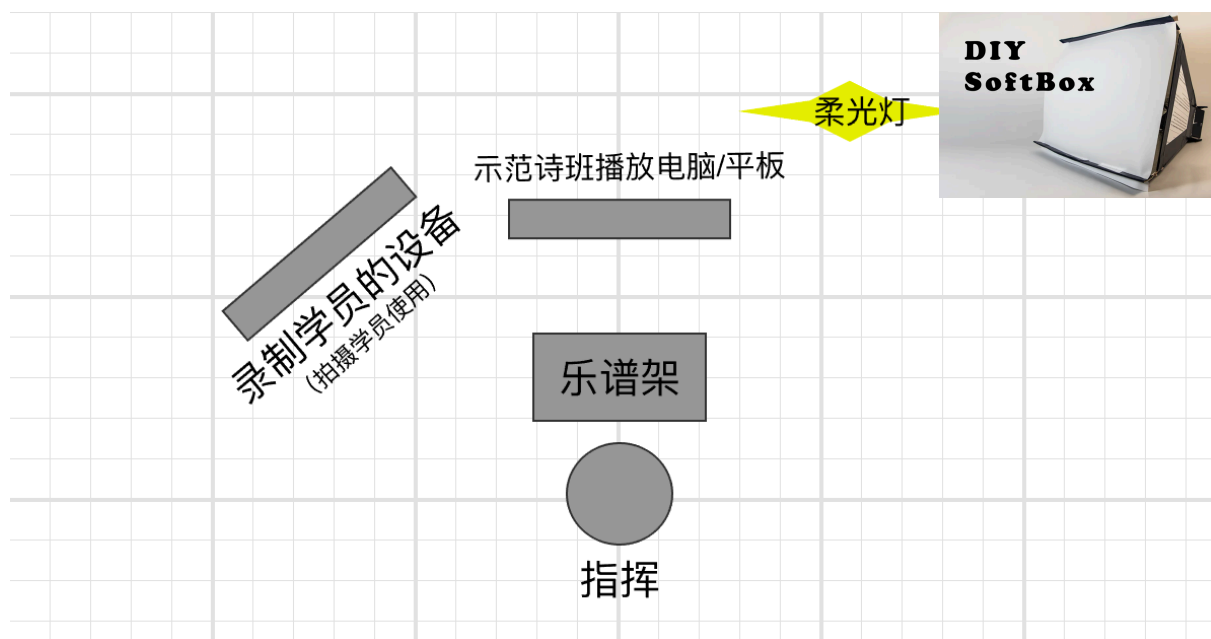 DIY
SoftBox
柔光灯
示范诗班播放电脑/平板
录制学员的设备
（拍摄学员使用）
乐谱架
指挥